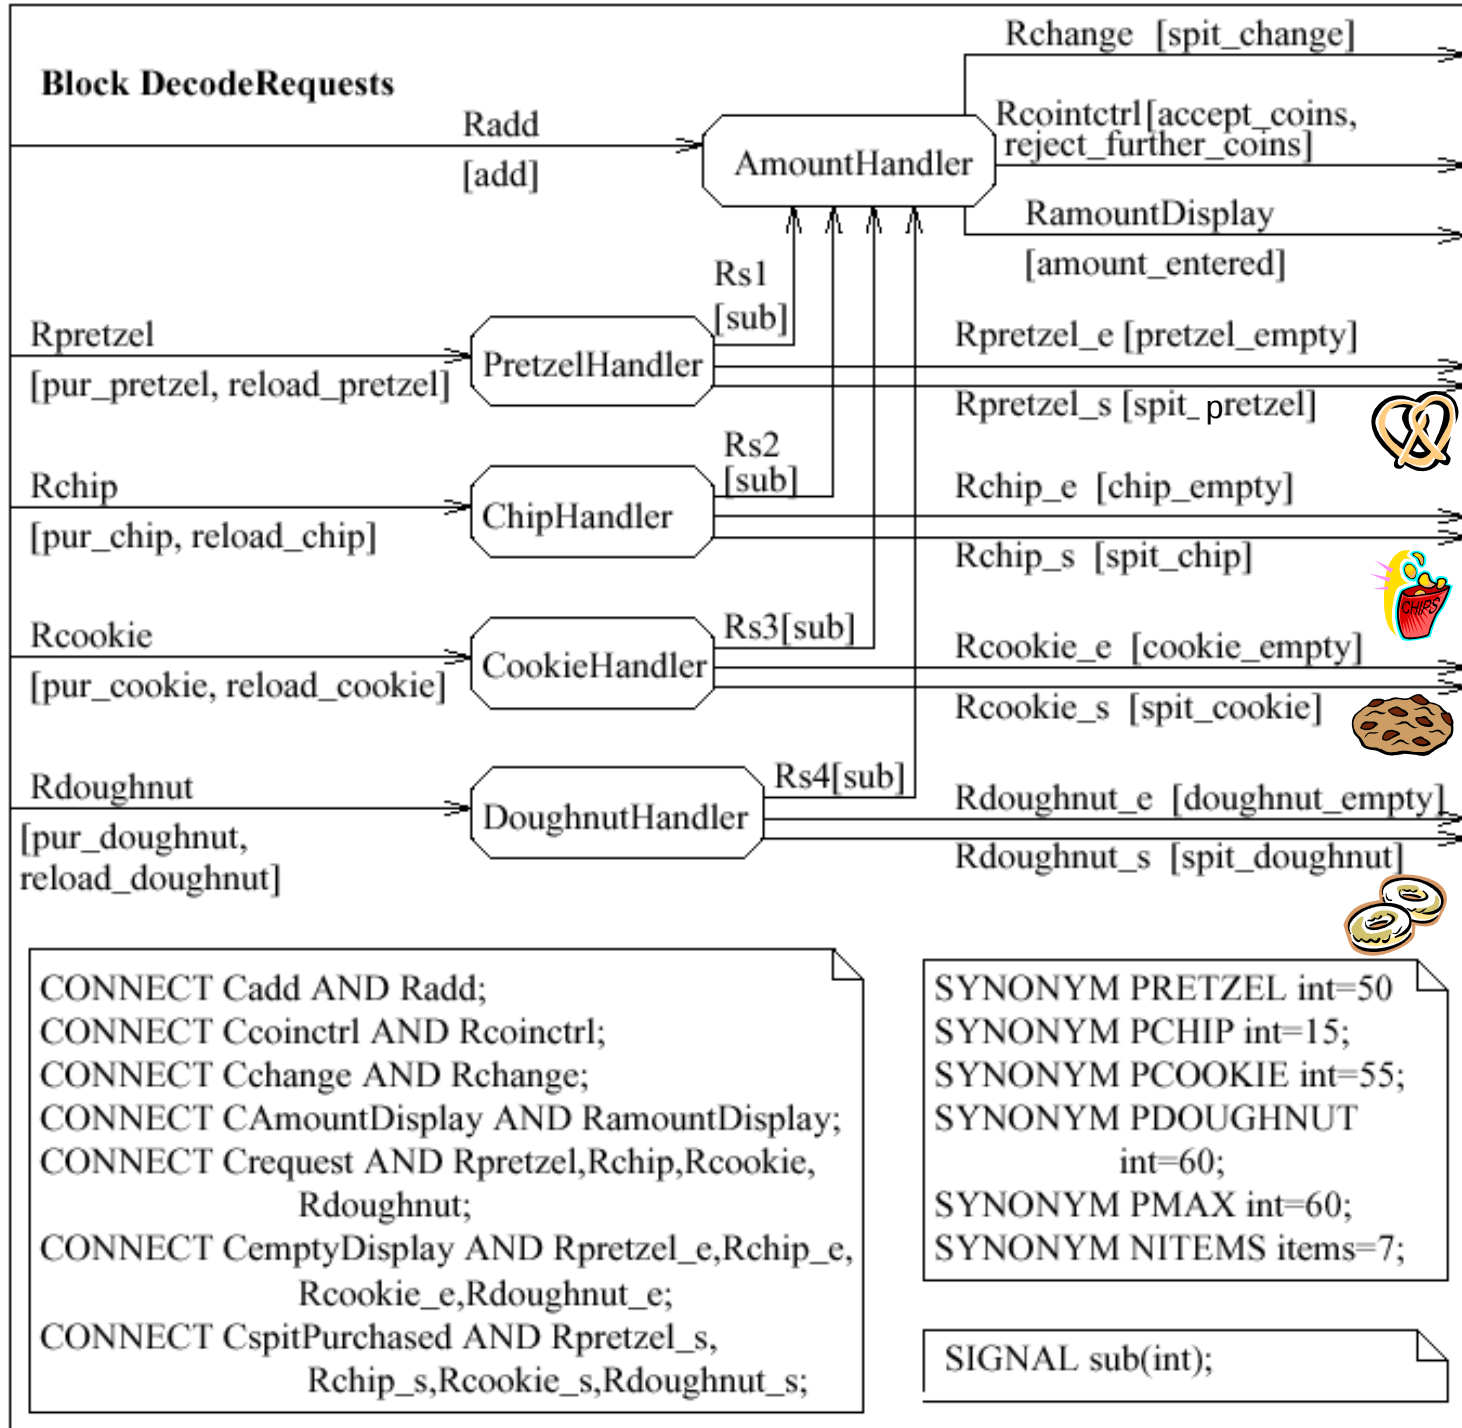 Rchange [spit_change]
Block DecodeRequests
Radd
[add]
AmountHandler
Rcointctrl[accept_coins,
reject_further_coins]
RamountDisplay
[amount_entered]
Rs1
[sub]
Rpretzel
[pur_pretzel, reload_pretzel]
PretzelHandler
Rpretzel_e [pretzel_empty]
Rpretzel_s [spit_pretzel]
Rs2
[sub]
Rchip
[pur_chip, reload_chip]
ChipHandler
Rchip_e [chip_empty]
Rchip_s [spit_chip]
CHIPS
Rcookie
[pur_cookie, reload_cookie]
CookieHandler
Rs3[sub]
Rcookie_e [cookie_empty]
Rcookie_s [spit_cookie]
Rdoughnut
[pur_doughnut,
reload_doughnut]
DoughnutHandler
Rs4[sub]
Rdoughnut_e [doughnut_empty]
Rdoughnut_s [spit_doughnut]
CONNECT Cadd AND Radd;
CONNECT Ccoinctrl AND Rcoinctrl;
CONNECT Cchange AND Rchange;
CONNECT CAmountDisplay AND RamountDisplay;
CONNECT Crequest AND Rpretzel,Rchip,Rcookie,
Rdoughnut;
CONNECT CemptyDisplay AND Rpretzel_e,Rchip_e,
Rcookie_e,Rdoughnut_e;
CONNECT CspitPurchased AND Rpretzel_s,
Rchip_s,Rcookie_s,Rdoughnut_s;
SYNONYM PRETZEL int=50
SYNONYM PCHIP int=15;
SYNONYM PCOOKIE int=55;
SYNONYM PDOUGHNUT
int=60;
SYNONYM PMAX int=60;
SYNONYM NITEMS items=7;
SIGNAL sub(int);